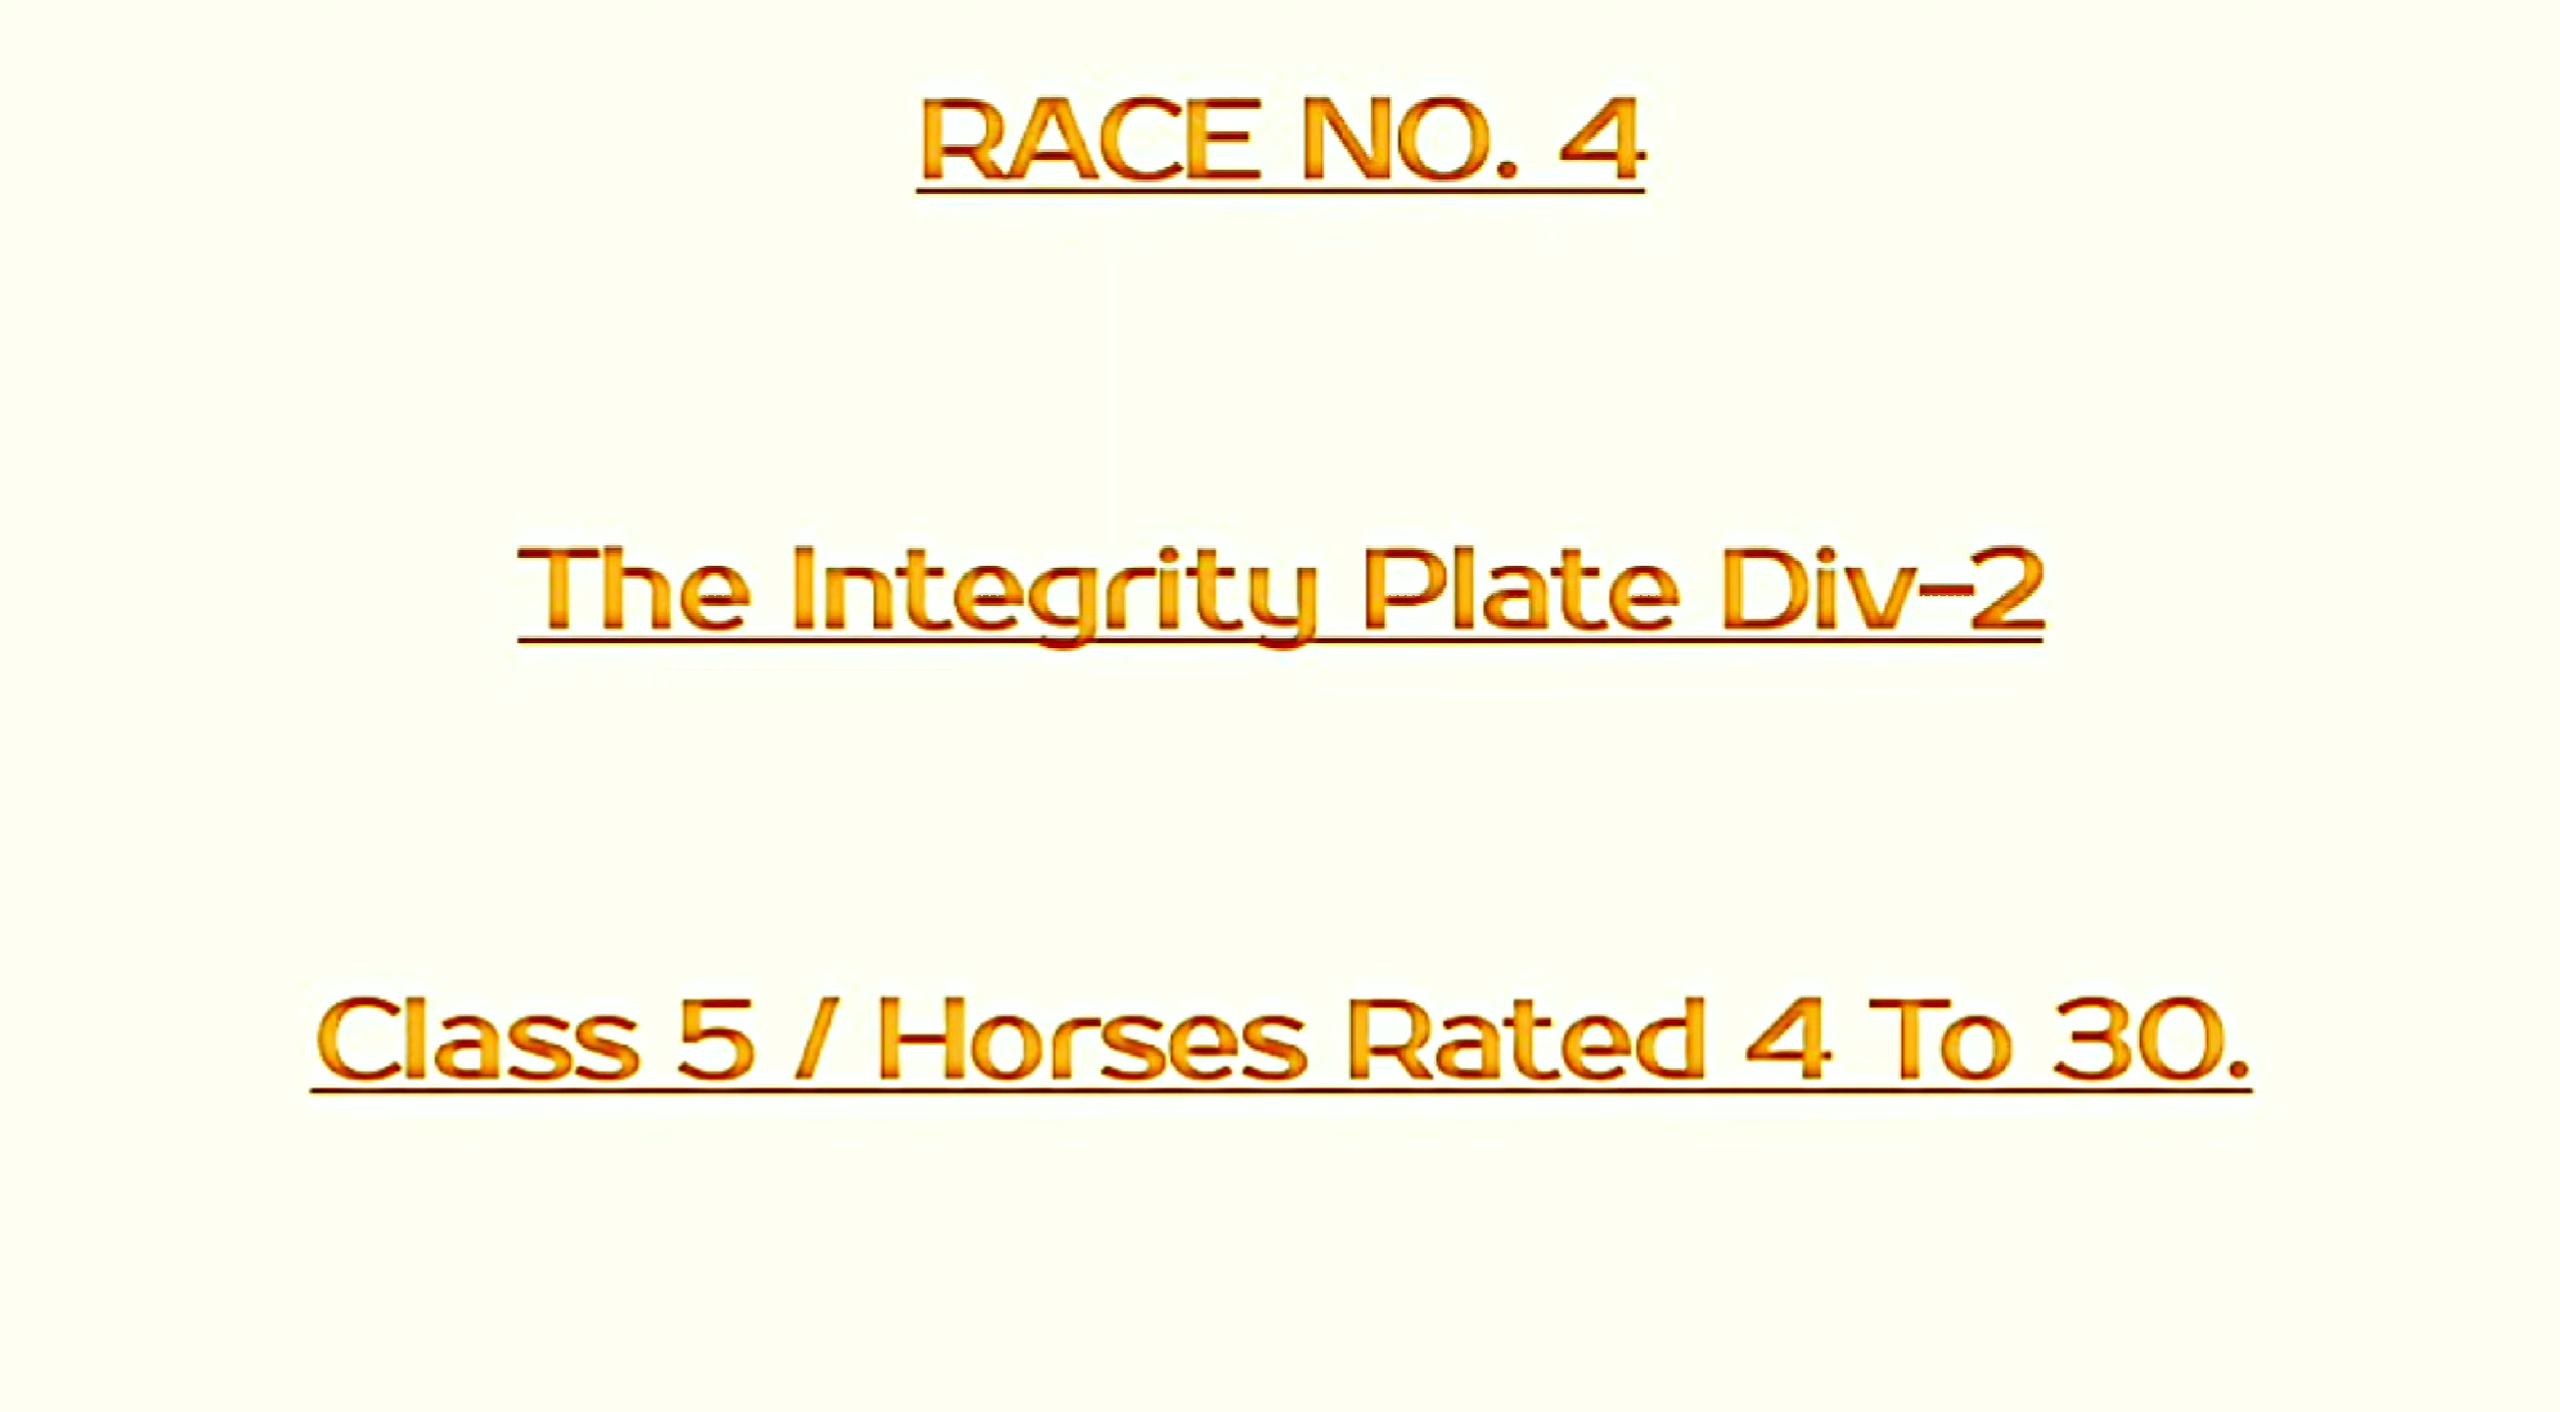 RACE NO. 4
The Integrity Plate Div-2
Class 5 / Horses Rated 4 To 30.